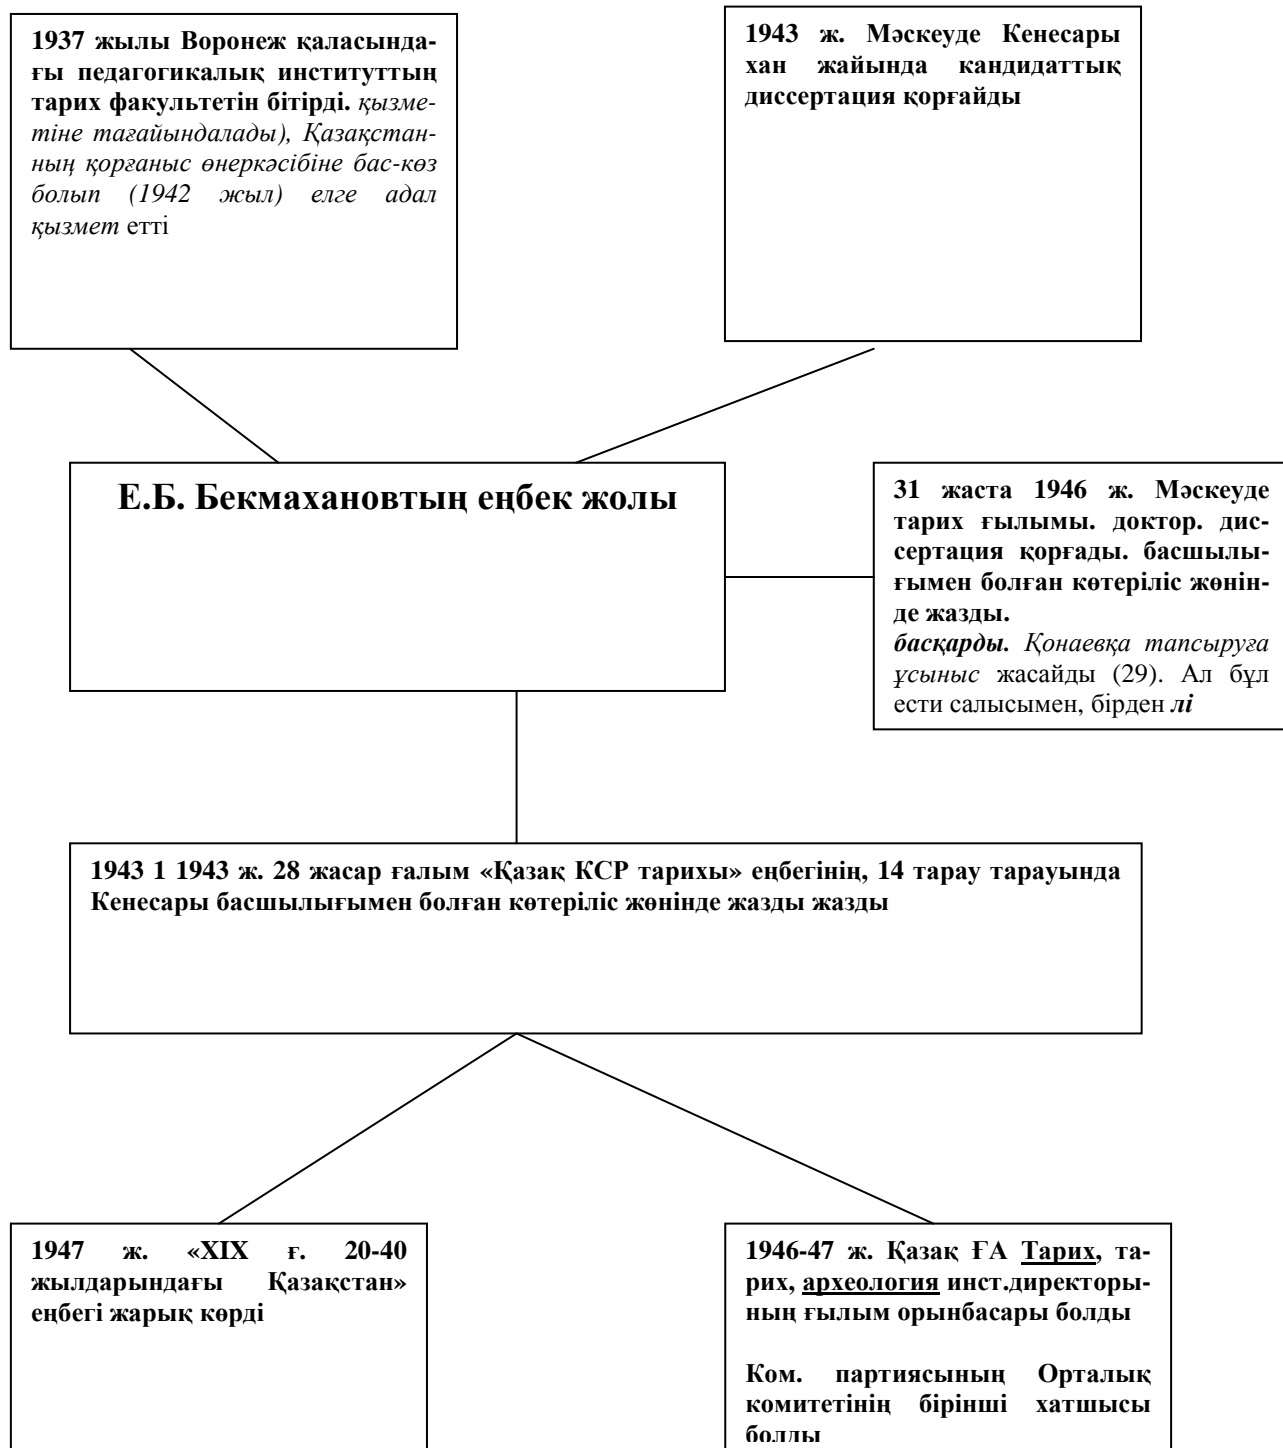 1937 жылы Воронеж қаласында-
ғы педагогикалық институттың
тарих факультетін бітірді. қызме-
тіне тағайындалады), Қазақстан-
ның қорғаныс өнеркәсібіне бас-көз
болып (1942 жыл) елге адал
қызмет етті
1943 ж. Мәскеуде Кенесары
хан жайында кандидаттық
диссертация қорғайды
Е.Б. Бекмахановтың еңбек жолы
31 жаста 1946 ж. Мәскеуде
тарих ғылымы. доктор. дис-
сертация қорғады. басшылы-
ғымен болған көтеріліс жөнін-
де жазды.
басқарды. Қонаевқа тапсыруға
ұсыныс жасайды (29). Ал бұл
ести салысымен, бірден лі
1943 1 1943 ж. 28 жасар ғалым «Қазақ КСР тарихы» еңбегінің, 14 тарау тарауында
Кенесары басшылығымен болған көтеріліс жөнінде жазды жазды
1947 ж. «XIX ғ. 20-40
жылдарындағы Қазақстан»
еңбегі жарық көрді
1946-47 ж. Қазақ ҒА Тарих, та-
рих, археология инст.директоры-
ның ғылым орынбасары болды
Ком. партиясының Орталық
комитетінің бірінші хатшысы
болды